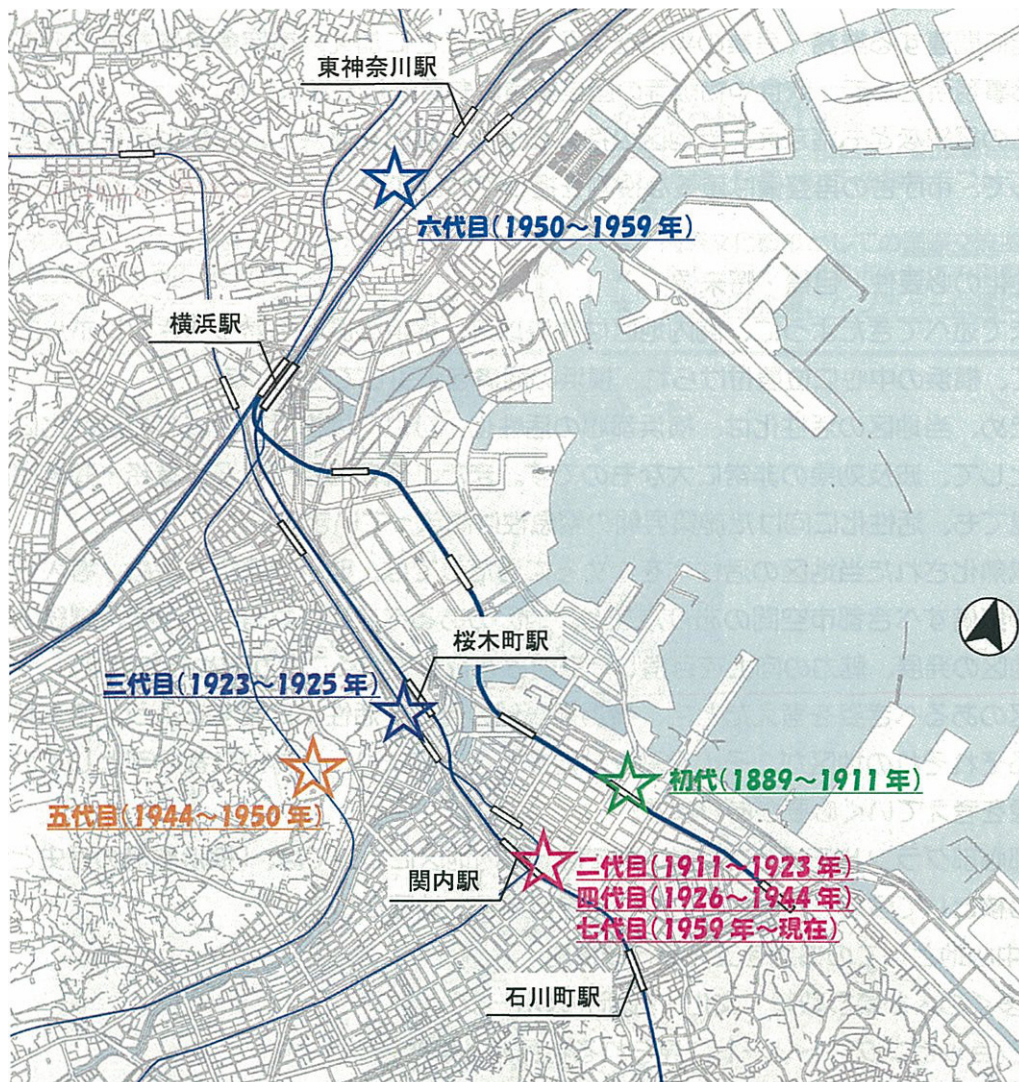 東神奈川駅
六代目(1950～1959年)
横浜駅
桜木町駅
三代目(1923～1925年)
初代(1889～1911年)
五代目(1944～1950年)
関内駅
二代目(1911～1923年)
四代目(1926～1944年)
七代目(1959年～現在)
石川町駅